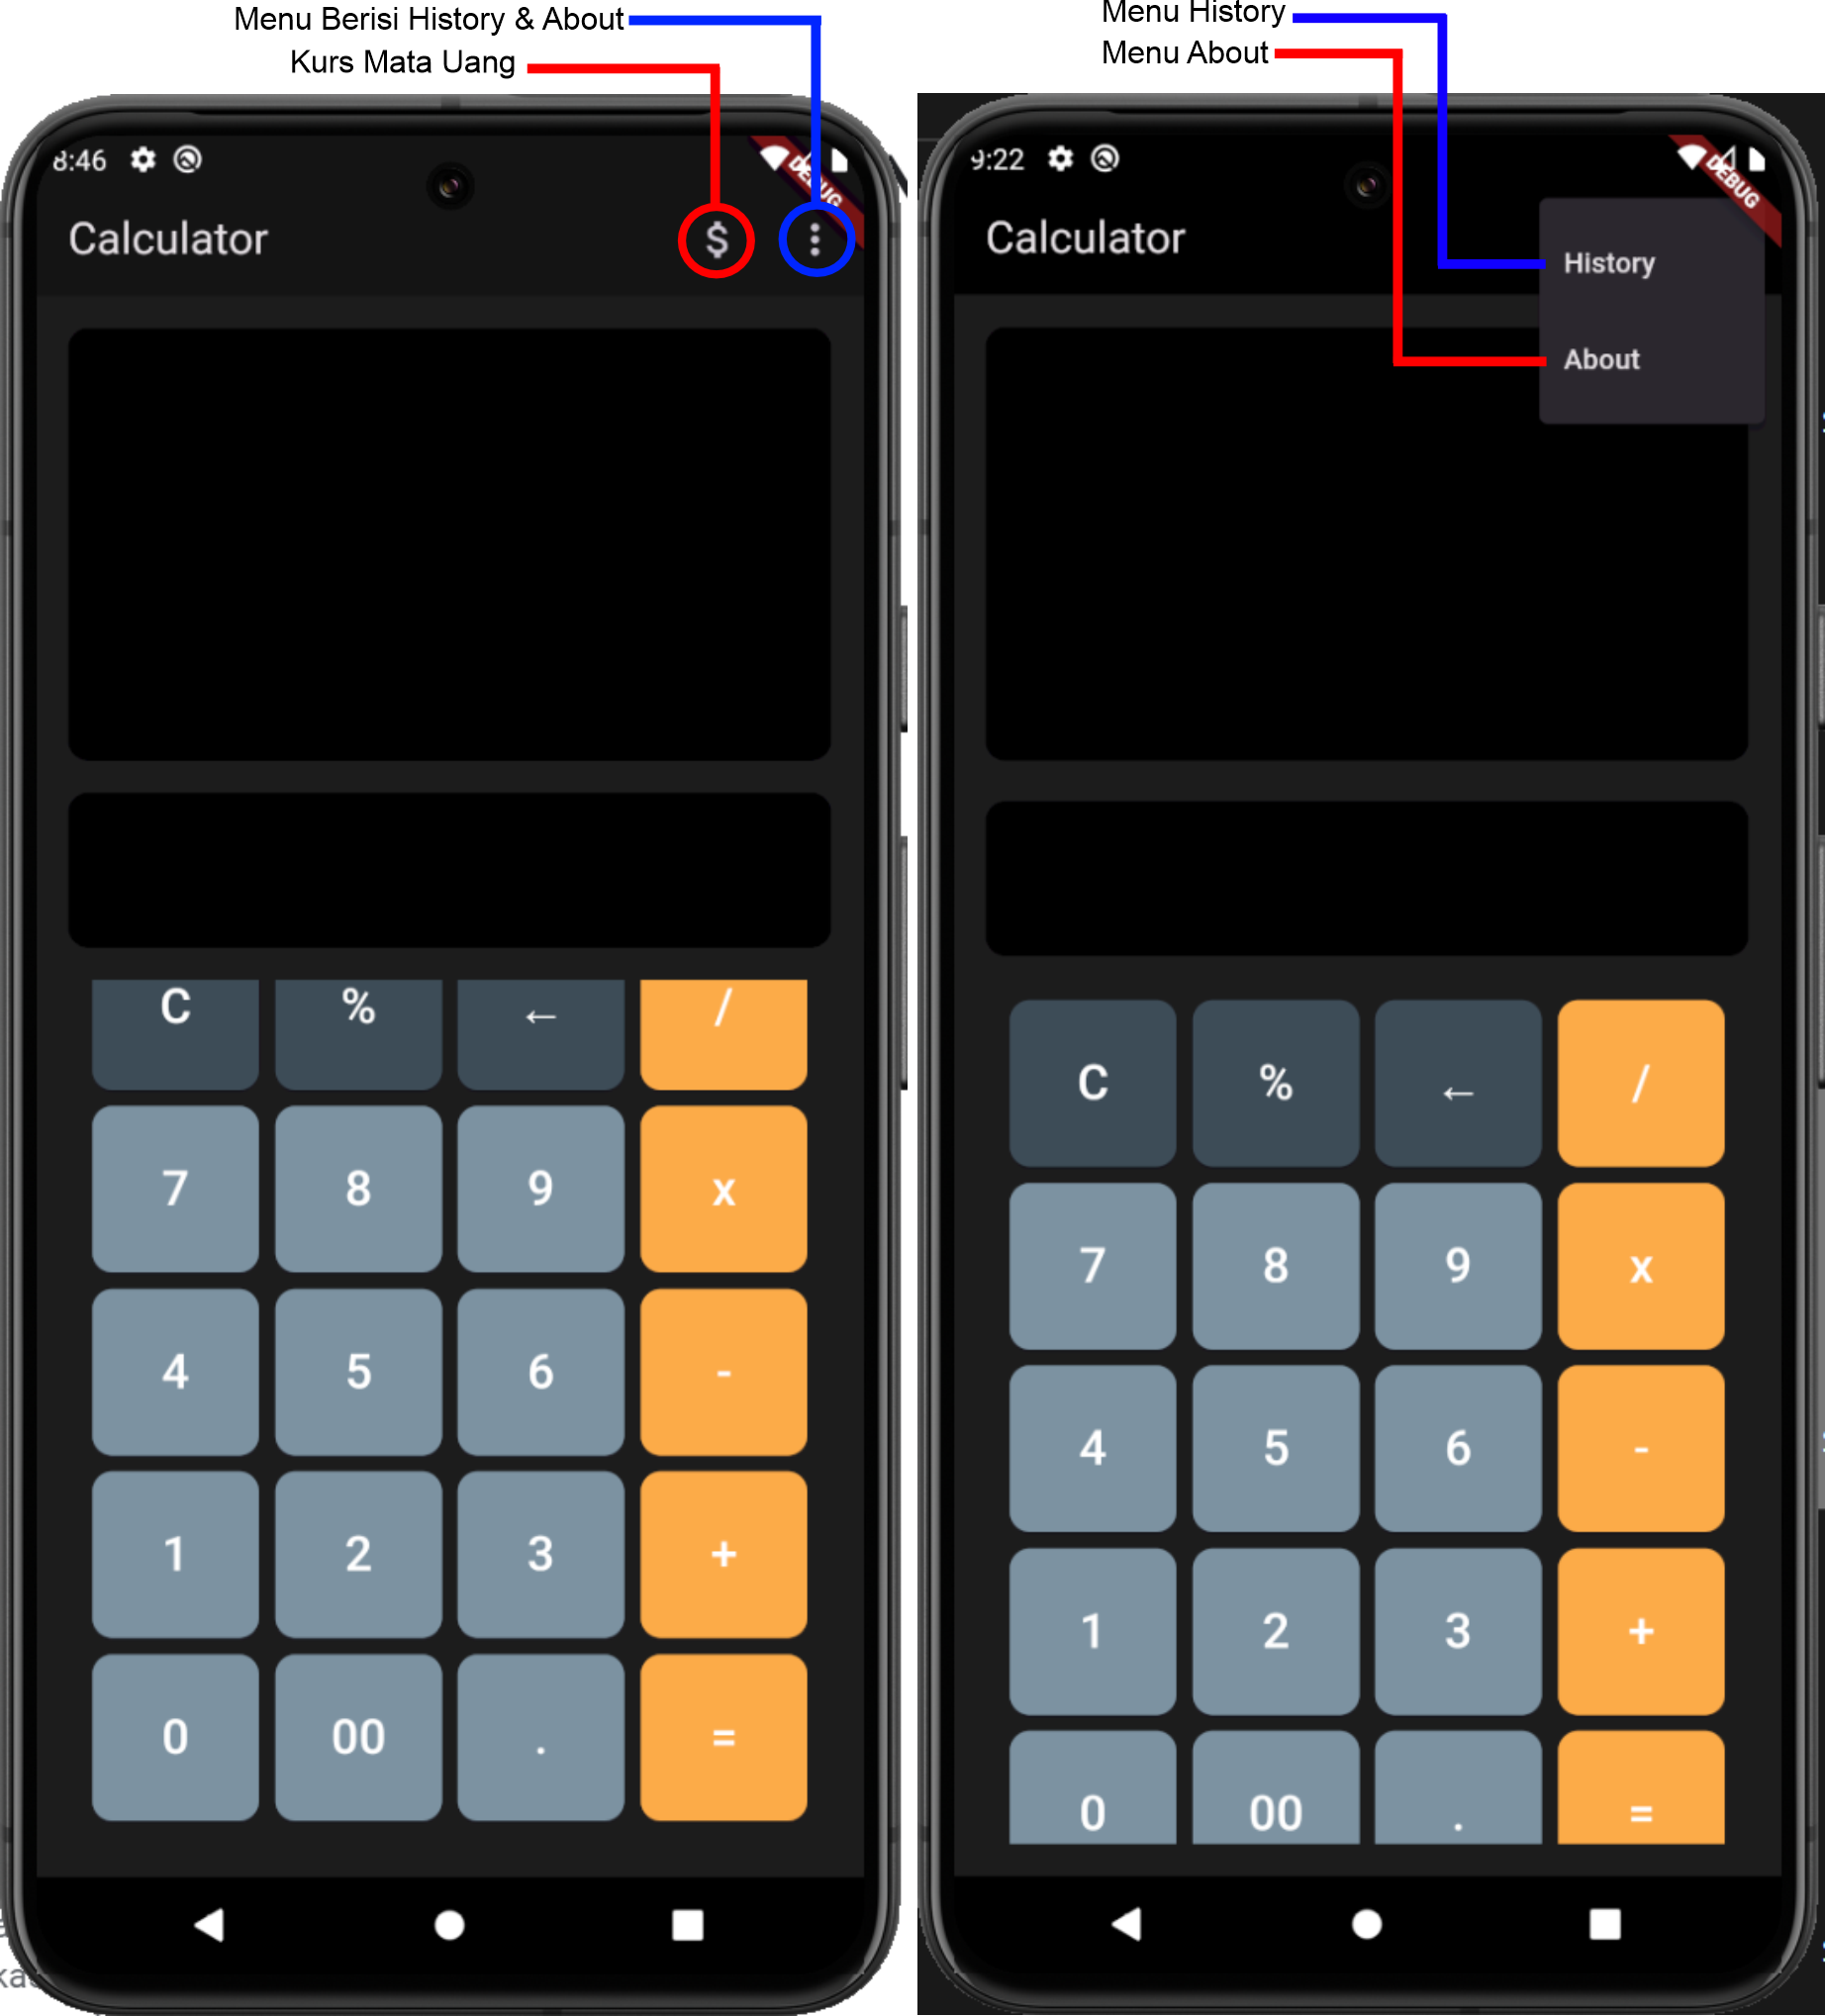 Menu Berisi History & About
Kurs Mata Uang
8:46
DEBUG
Calculator
$
C % ← /
7 8 9 x
4 5 6 -
1 2 3 +
0 00 . =
Menu History
Menu About
9:22
DEBUG
Calculator
History
About
C % ← /
7 8 9 x
4 5 6 -
1 2 3 +
0 00 . =